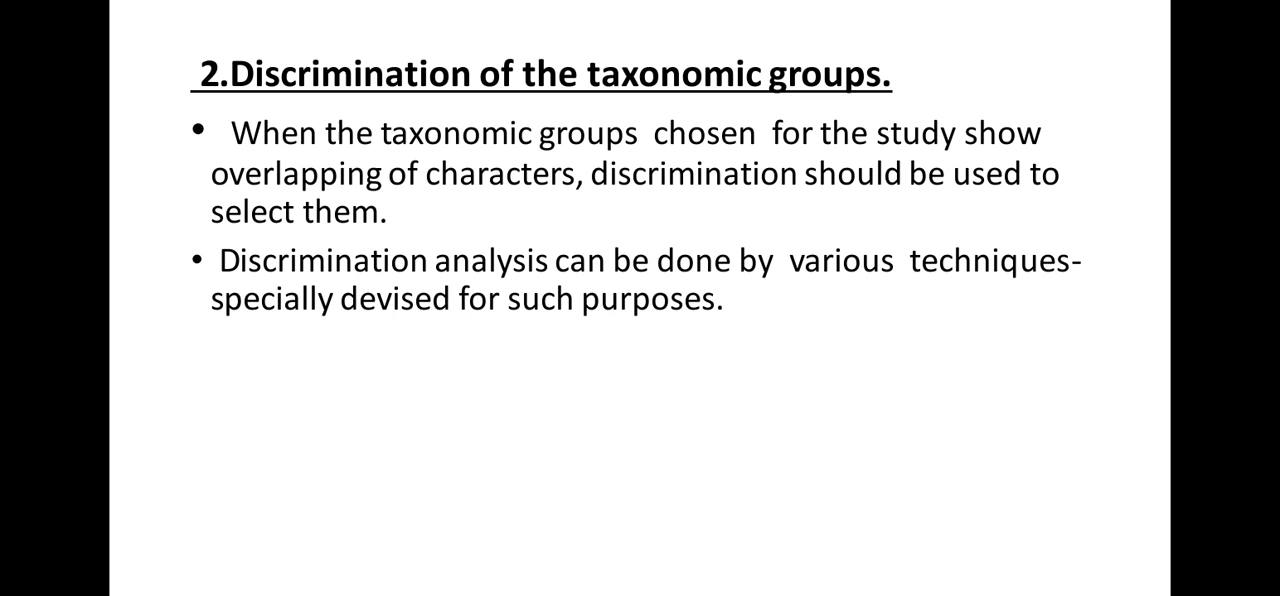 2.Discrimination of the taxonomic groups.
• When the taxonomic groups chosen for the study show
overlapping of characters, discrimination should be used to
select them.
• Discrimination analysis can be done by various techniques-
specially devised for such purposes.